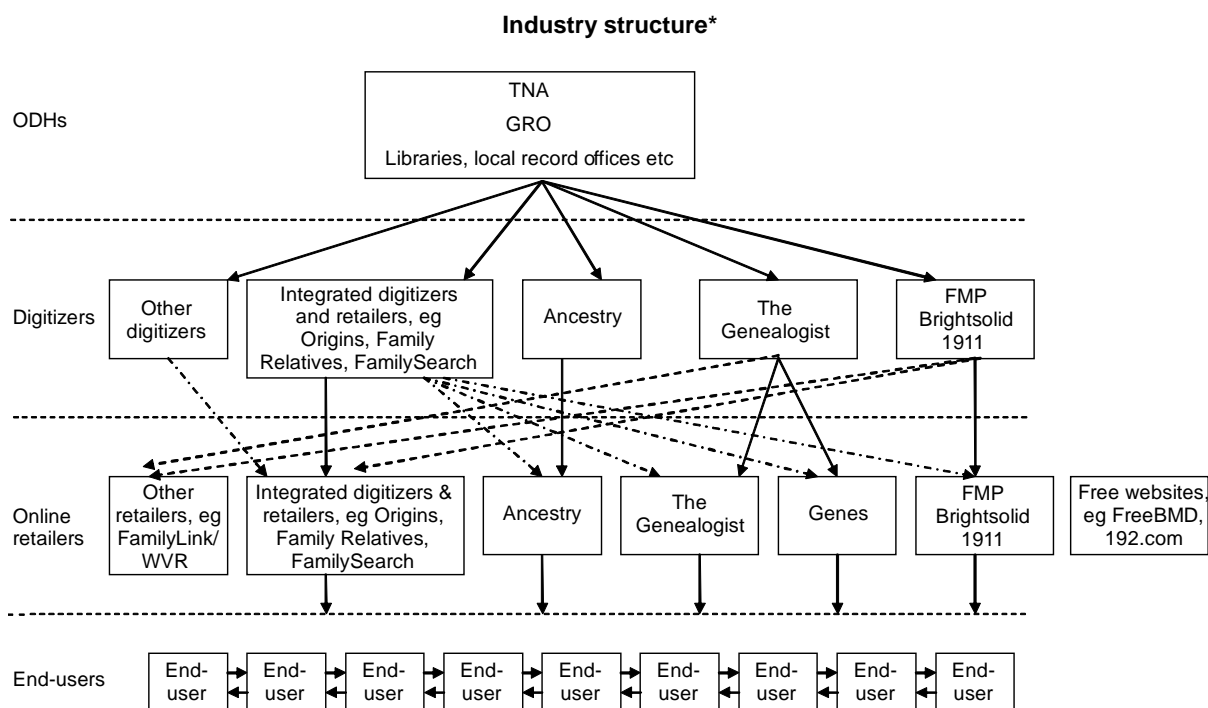 Industry structure*
ODHs
TNA
GRO
Libraries, local record offices etc
Digitizers
Other
digitizers
Integrated digitizers
and retailers, eg
Origins, Family
Relatives, FamilySearch
Ancestry
The
Genealogist
FMP
Brightsolid
1911
Online
retailers
Other
retailers, eg
FamilyLink/
WVR
Integrated digitizers &
retailers, eg Origins,
Family Relatives,
FamilySearch
Ancestry
The
Genealogist
Genes
FMP
Brightsolid
1911
Free websites,
eg FreeBMD,
192.com
End-users
End-
user
End-
user
End-
user
End-
user
End-
user
End-
user
End-
user
End-
user
End-
user